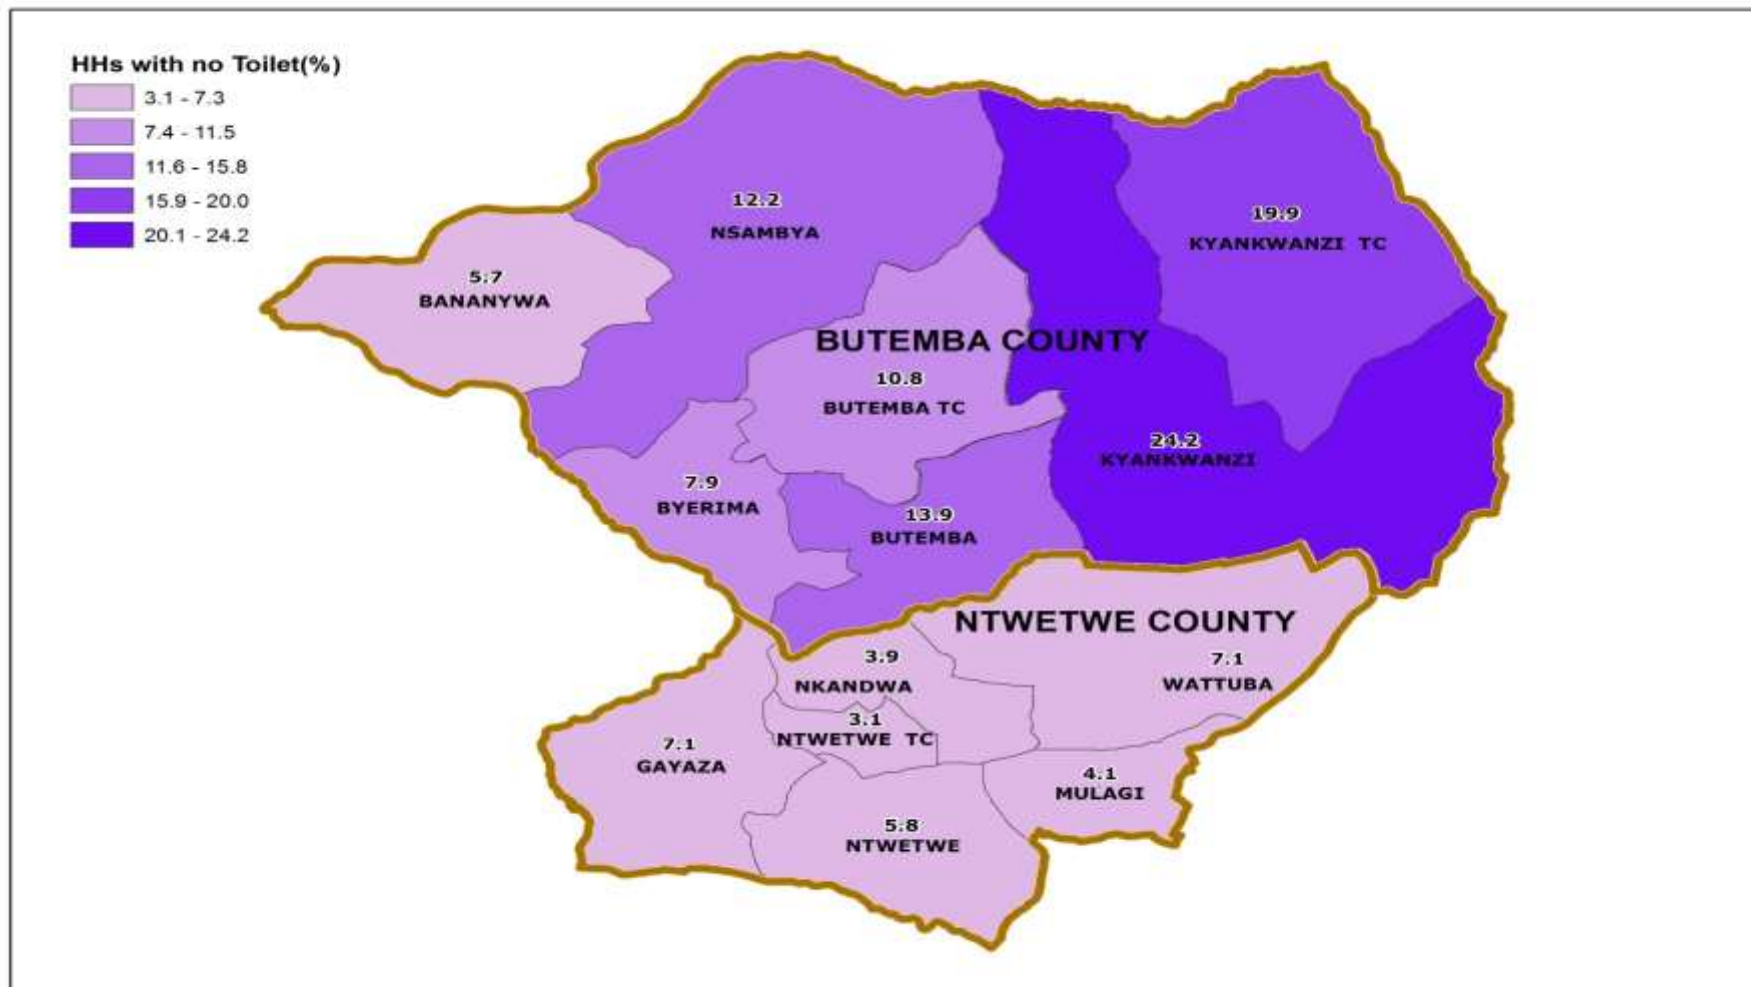 HHs with no Toilet(%)
3.1 - 7.3
7.4 - 11.5
11.6 - 15.8
15.9 - 20.0
20.1 - 24.2
12.2
NSAMBYA
19.9
KYANKWANZI TC
5.7
BANANYWA
BUTEMBA COUNTY
10.8
BUTEMBA TC
24.2
KYANKWANZI
7.9
BYERIMA
13.9
BUTEMBA
NTWETWE COUNTY
3.9
NKANDWA
7.1
WATTUBA
3.1
NTWETWE TC
7.1
GAYAZA
4.1
MULAGI
5.8
NTWETWE